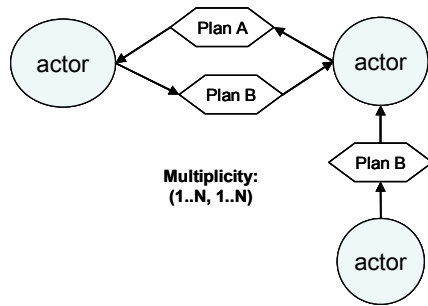 Plan A
actor
actor
Plan B
Plan B
Multiplicity:
(1..N, 1..N)
actor